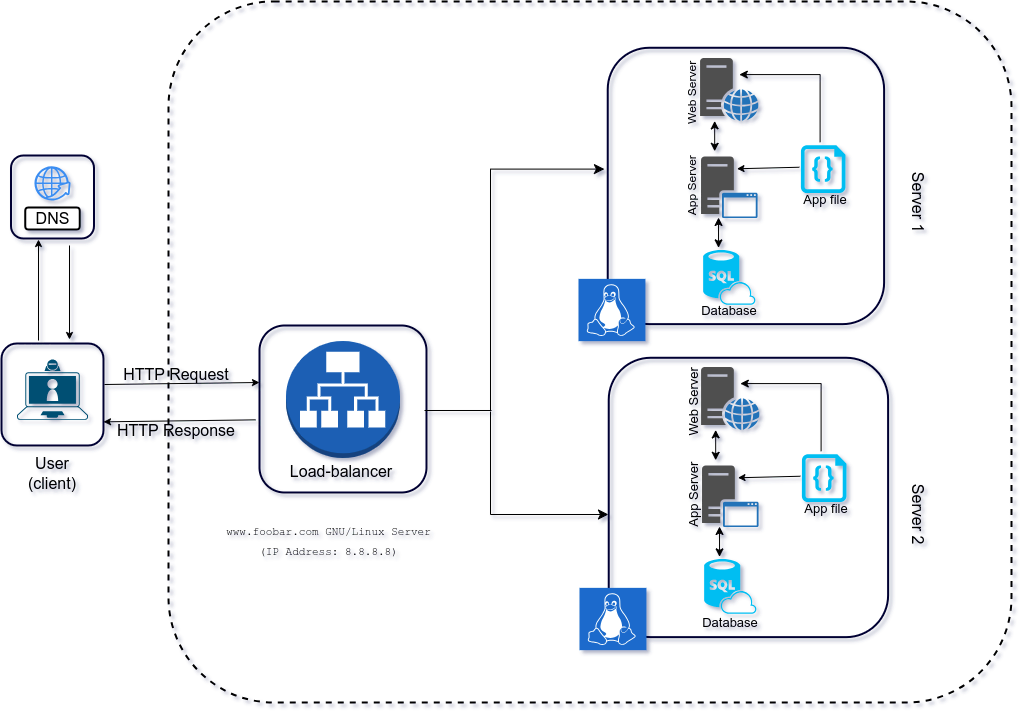 DNS
User
(client)
HTTP Request
HTTP Response
Load-balancer
www.foobar.com GNU/Linux Server
(IP Address: 8.8.8.8)
Web Server
App Server
App file
SQL
Database
Server 1
Web Server
App Server
App file
SQL
Database
Server 2